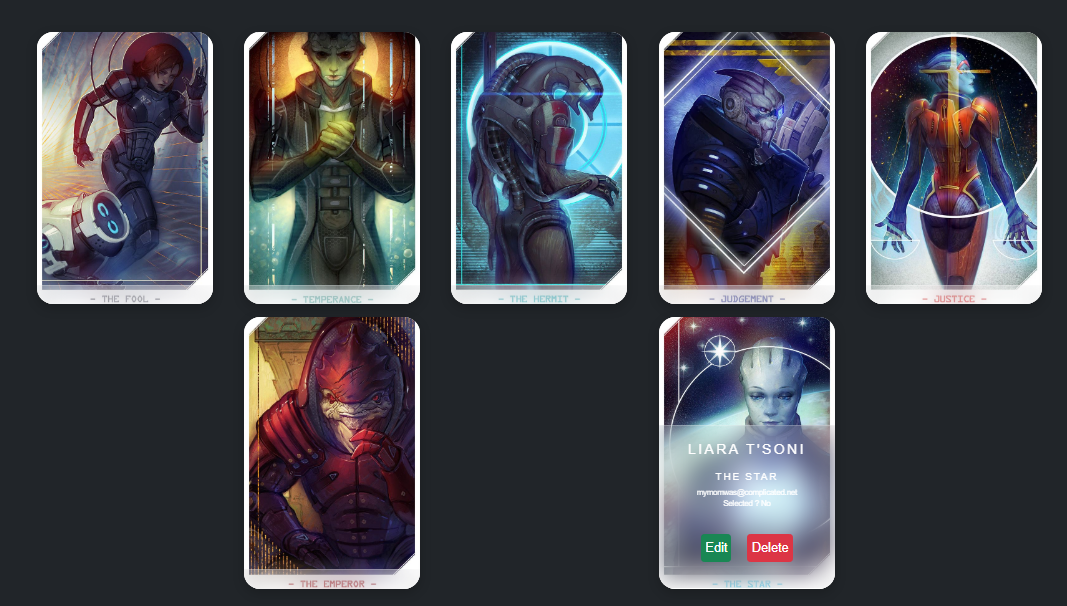 - THE FOOL -
- TEMPERANCE -
- THE HERMIT -
- JUDGEMENT -
- JUSTICE -
- THE EMPEROR -
LIARA T'SONI
THE STAR
mymomwas@complicated.net
Selected ? No
Edit Delete
- THE STAR -